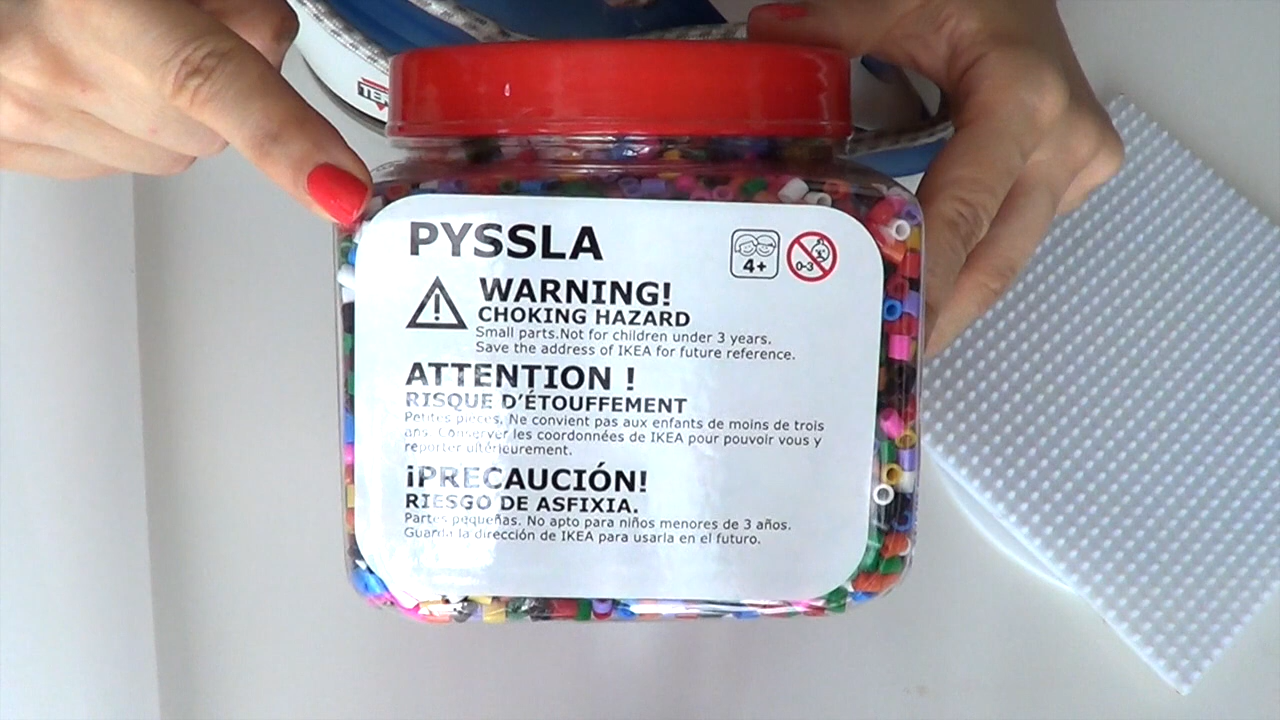 PYSSLA
4+
0-3
WARNING!
CHOKING HAZARD
Small parts.Not for children under 3 years.
Save the address of IKEA for future reference.
ATTENTION !
RISQUE D'ÉTOUFFEMENT
Petites pièces. Ne convient pas aux enfants de moins de trois
ans. Conserver les coordonnées de IKEA pour pouvoir vous y
reporter ultérieurement.
¡PRECAUCIÓN!
RIESGO DE ASFIXIA.
Partes pequeñas. No apto para niños menores de 3 años.
Guarda la dirección de IKEA para usarla en el futuro.